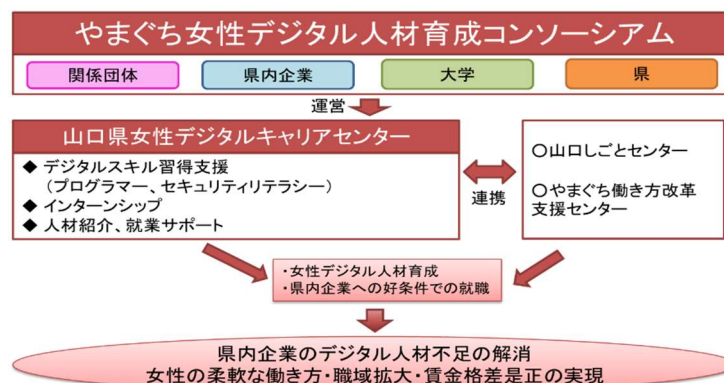 やまぐち女性デジタル人材育成コンソーシアム
関係団体
県内企業
大学
県
運営
山口県女性デジタルキャリアセンター
◆ デジタルスキル習得支援
（プログラマー、セキュリティリテラシー）
◆ インターンシップ
◆ 人材紹介、就業サポート
連携
〇山口しごとセンター
〇やまぐち働き方改革
支援センター
・女性デジタル人材育成
・県内企業への好条件での就職
県内企業のデジタル人材不足の解消
女性の柔軟な働き方・職域拡大・賃金格差是正の実現